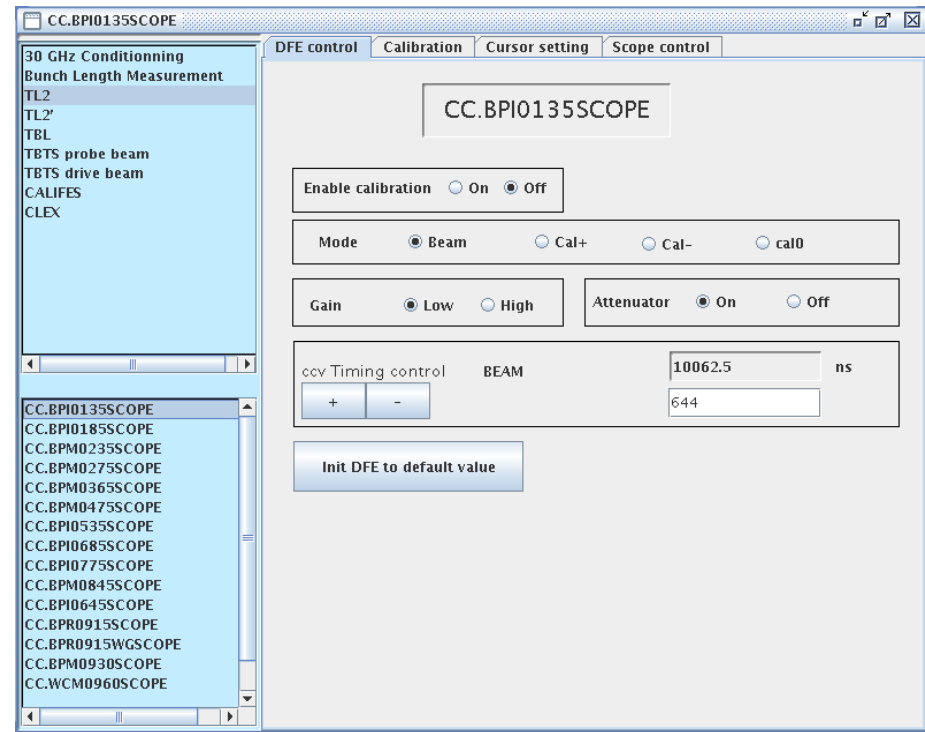 CC.BPI0135SCOPE
30 GHz Conditionning
Bunch Length Measurement
TL2
TL2'
TBL
TBTS probe beam
TBTS drive beam
CALIFES
CLEX
CC.BPI0135SCOPE
CC.BPI0185SCOPE
CC.BPM0235SCOPE
CC.BPM0275SCOPE
CC.BPM0365SCOPE
CC.BPM0475SCOPE
CC.BPI0535SCOPE
CC.BPI0685SCOPE
CC.BPI0775SCOPE
CC.BPM0845SCOPE
CC.BPI0645SCOPE
CC.BPR0915SCOPE
CC.BPR0915WGSCOPE
CC.BPM0930SCOPE
CC.WCM0960SCOPE
DFE control Calibration Cursor setting Scope control
CC.BPI0135SCOPE
Enable calibration On Off
Mode Beam Cal+ Cal- cal0
Gain Low High
Attenuator On Off
ccv Timing control BEAM 10062.5 ns
+ - 644
Init DFE to default value